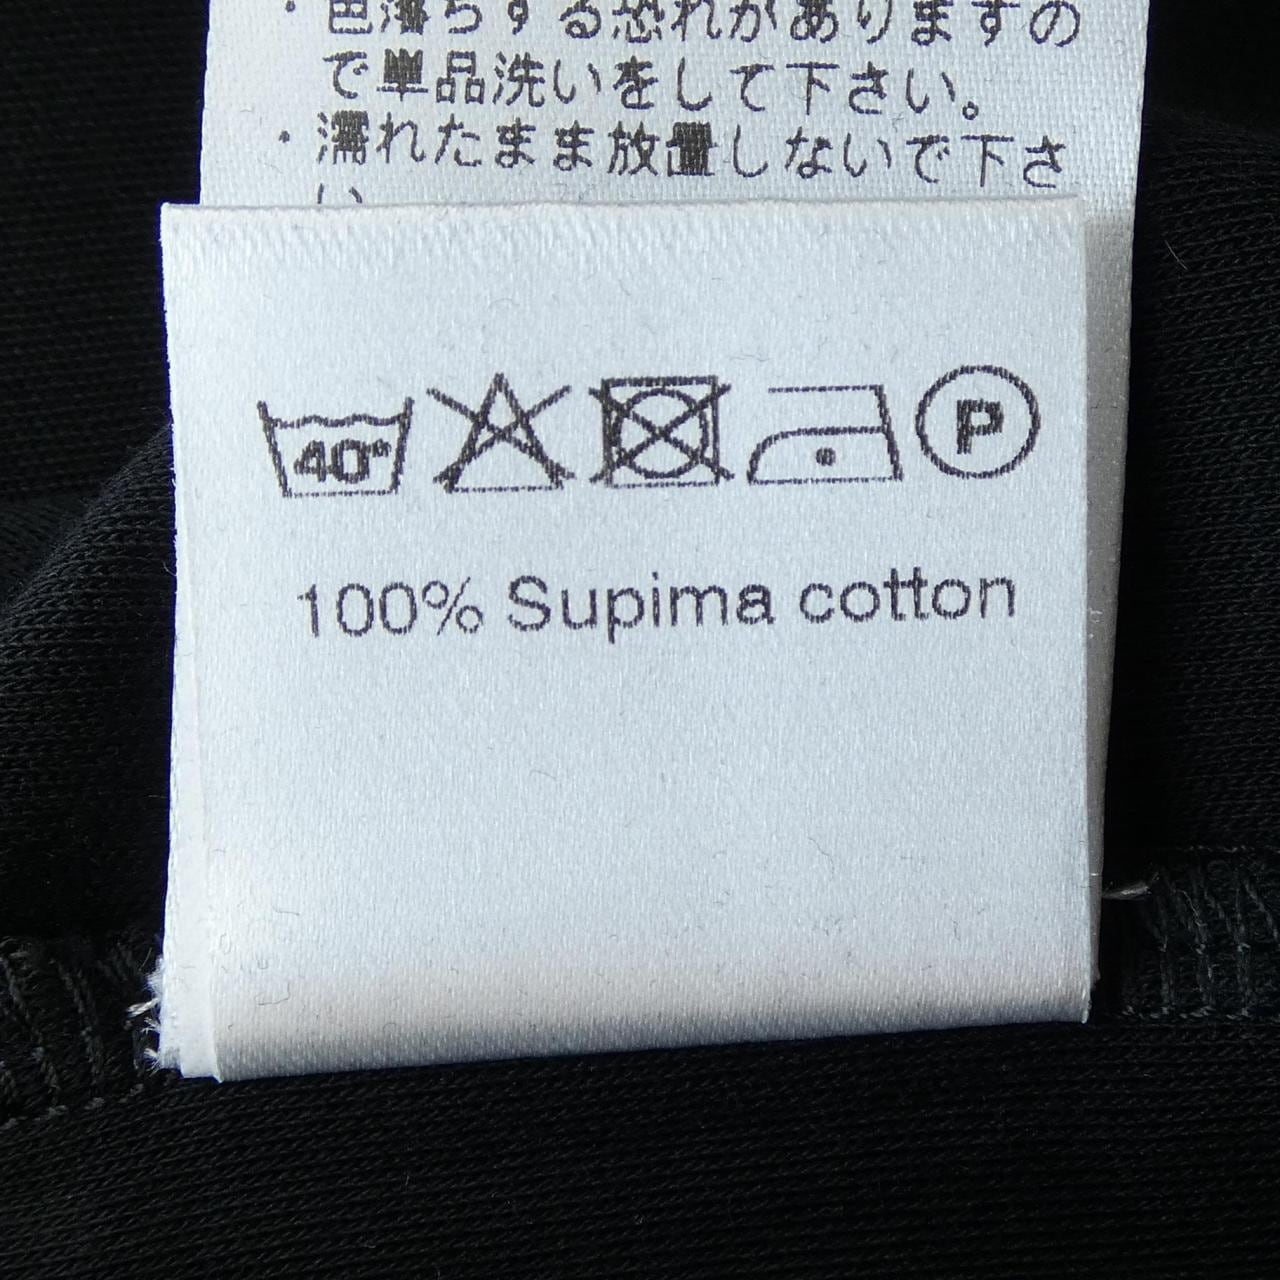 ・色落ちする恐れがありますの
で単品洗いをして下さい。
・濡れたまま放置しないで下さ
い
40°
P
100% Supima cotton